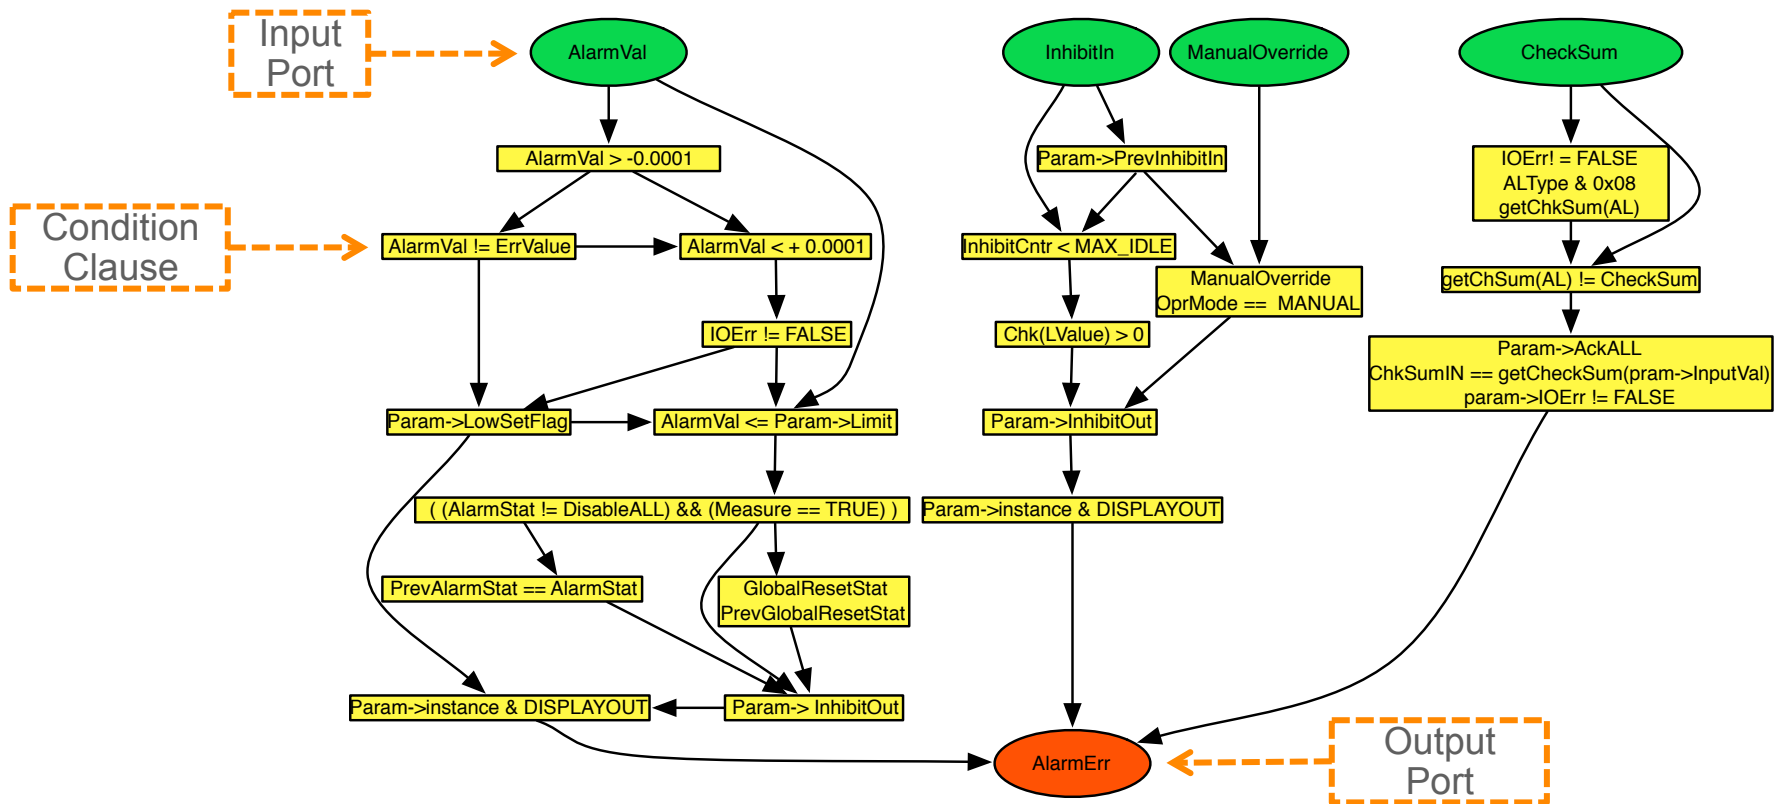 Input
Port
AlarmVal
InhibitIn
ManualOverride
CheckSum
AlarmVal > -0.0001
Param->PrevInhibitIn
IOErr! = FALSE
ALType & 0x08
getChkSum(AL)
Condition
Clause
AlarmVal != ErrValue
AlarmVal < + 0.0001
InhibitCntr < MAX_IDLE
ManualOverride
OprMode == MANUAL
getChSum(AL) != CheckSum
IOErr != FALSE
Chk(LValue) > 0
Param->AckALL
ChkSumIN == getCheckSum(pram->InputVal)
param->IOErr != FALSE
Param->LowSetFlag
AlarmVal <= Param->Limit
Param->InhibitOut
( (AlarmStat != DisableALL) && (Measure == TRUE) )
Param->instance & DISPLAYOUT
PrevAlarmStat == AlarmStat
GlobalResetStat
PrevGlobalResetStat
Param->instance & DISPLAYOUT
Param-> InhibitOut
AlarmErr
Output
Port